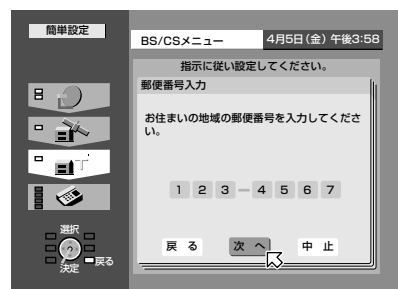 簡単設定
BS/CSメニュー
4月5日(金) 午後3:58
指示に従い設定してください。
郵便番号入力
お住まいの地域の郵便番号を入力してくださ
い。
1 2 3 － 4 5 6 7
戻 る 次 へ 中 止
選択
?
戻る
決定